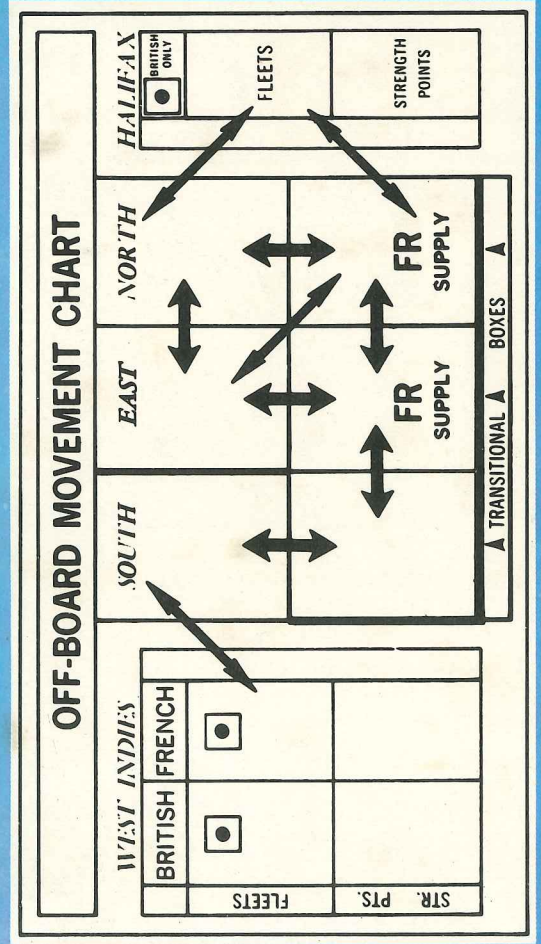 OFF-BOARD MOVEMENT CHART
WEST INDIES
BRITISH
FRENCH
FLEETS
STR. PTS.
SOUTH
EAST
NORTH
FR
SUPPLY
FR
SUPPLY
TRANSITIONAL
BOXES
HALIFAX
BRITISH
ONLY
FLEETS
STRENGTH
POINTS